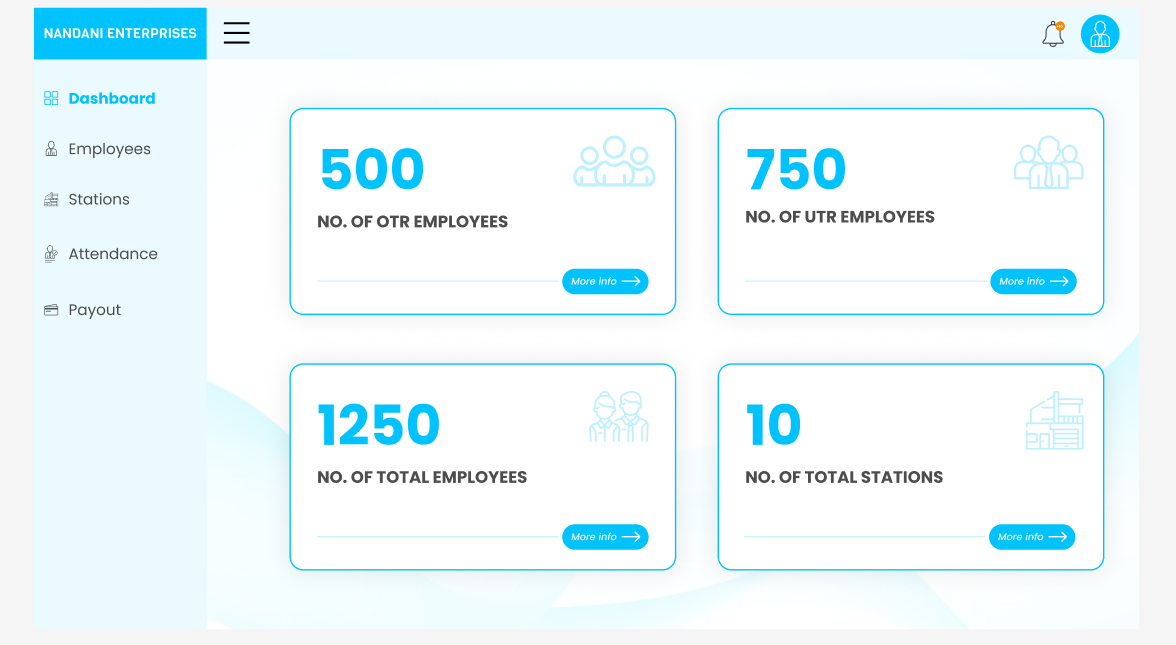 NANDANI ENTERPRISES
Dashboard
Employees
Stations
Attendance
Payout
500
NO. OF OTR EMPLOYEES
More info
750
NO. OF UTR EMPLOYEES
More info
1250
NO. OF TOTAL EMPLOYEES
More info
10
NO. OF TOTAL STATIONS
More info